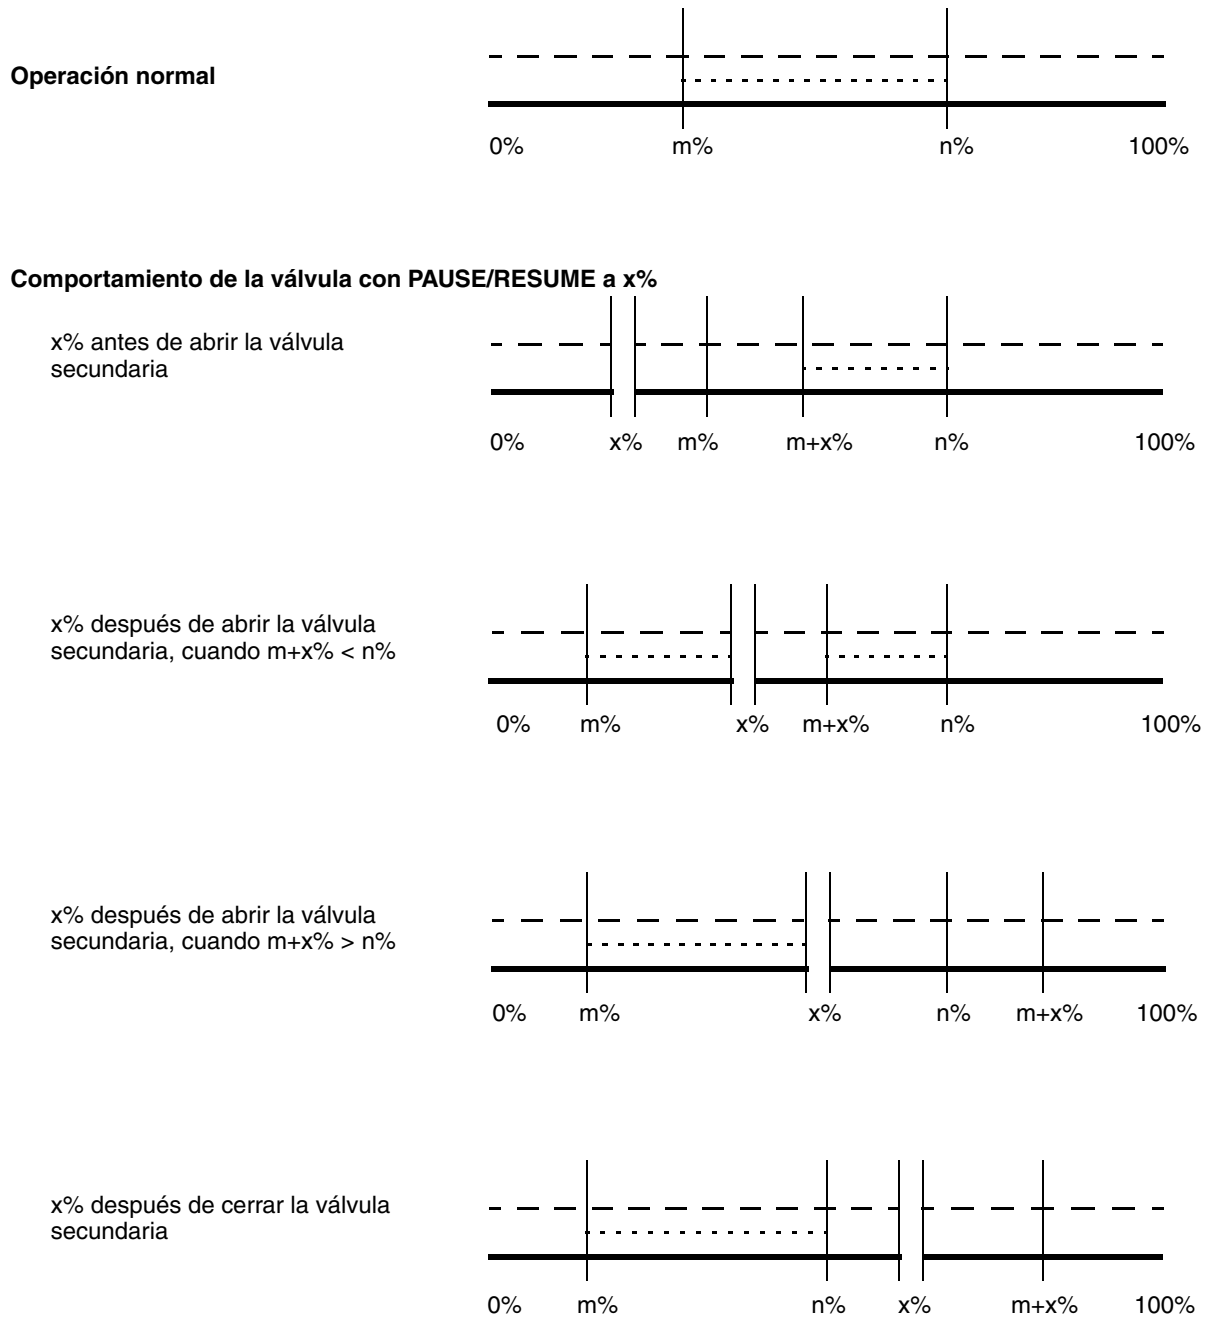 Operación normal
0% m% n% 100%
Comportamiento de la válvula con PAUSE/RESUME a x%
x% antes de abrir la válvula
secundaria
0% x% m% m+x% n% 100%
x% después de abrir la válvula
secundaria, cuando m+x% < n%
0% m% x% m+x% n% 100%
x% después de abrir la válvula
secundaria, cuando m+x% > n%
0% m% x% n% m+x% 100%
x% después de cerrar la válvula
secundaria
0% m% n% x% m+x% 100%